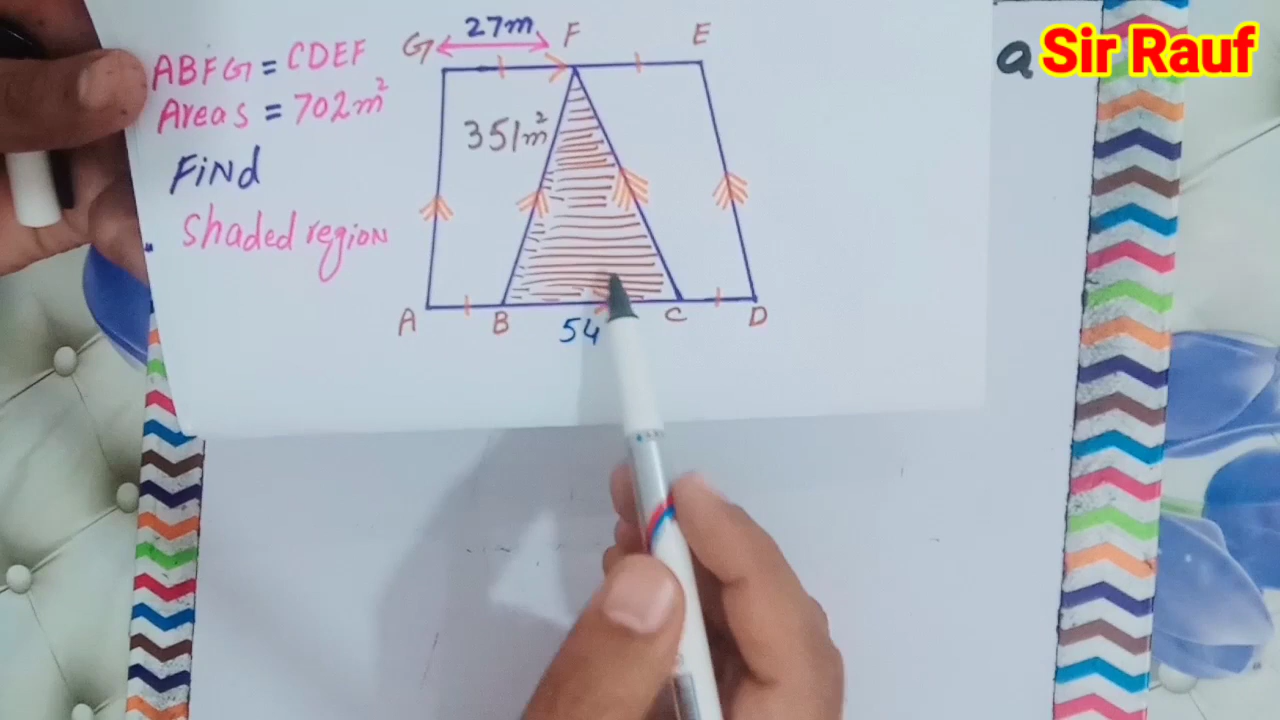 ABFG = CDEF
Areas = 702m²
FiNd
Shaded region
27m
G F E
351m²
A B C D
54
Q Sir Rauf